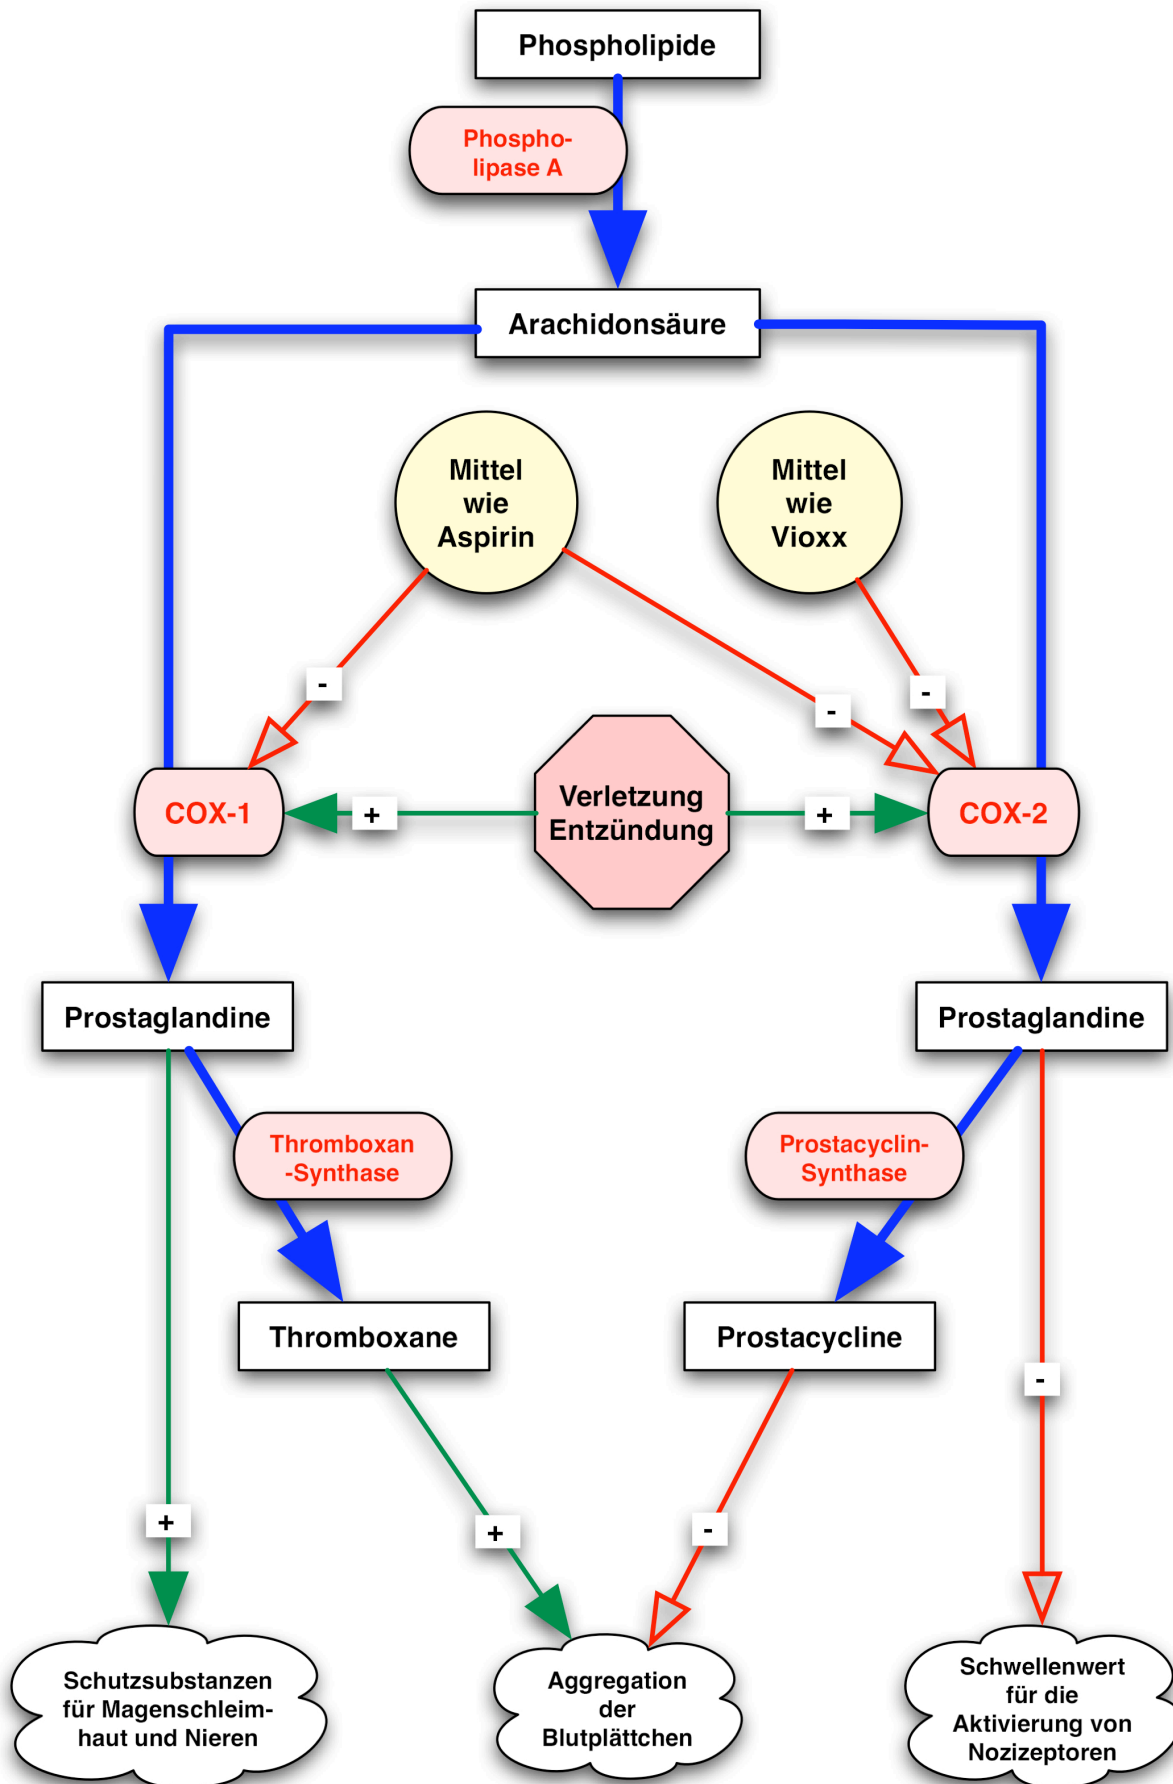 Phospholipide
Phospho-
lipase A
Arachidonsäure
Mittel
wie
Aspirin
Mittel
wie
Vioxx
-
-
-
COX-1
+
Verletzung
Entzündung
+
COX-2
Prostaglandine
Prostaglandine
Thromboxan
-Synthase
Prostacyclin-
Synthase
Thromboxane
Prostacycline
-
+
+
-
Schutzsubstanzen
für Magenschleim-
haut und Nieren
Aggregation
der
Blutplättchen
Schwellenwert
für die
Aktivierung von
Nozizeptoren